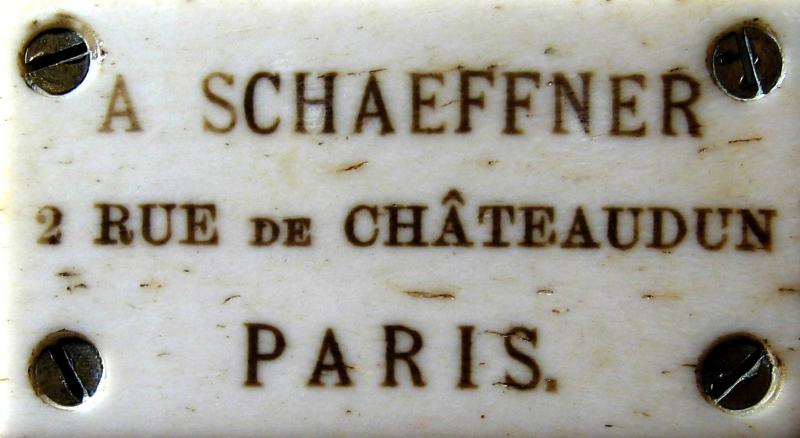 A SCHAEFFNER
2 RUE DE CHÂTEAUDUN
PARIS.